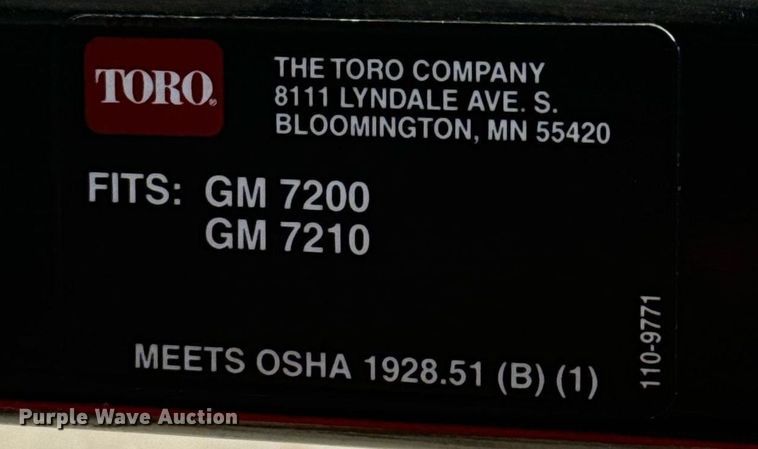 TORO®
THE TORO COMPANY
8111 LYNDALE AVE. S.
BLOOMINGTON, MN 55420
FITS: GM 7200
GM 7210
MEETS OSHA 1928.51 (B) (1)
110-9771
Purple Wave Auction